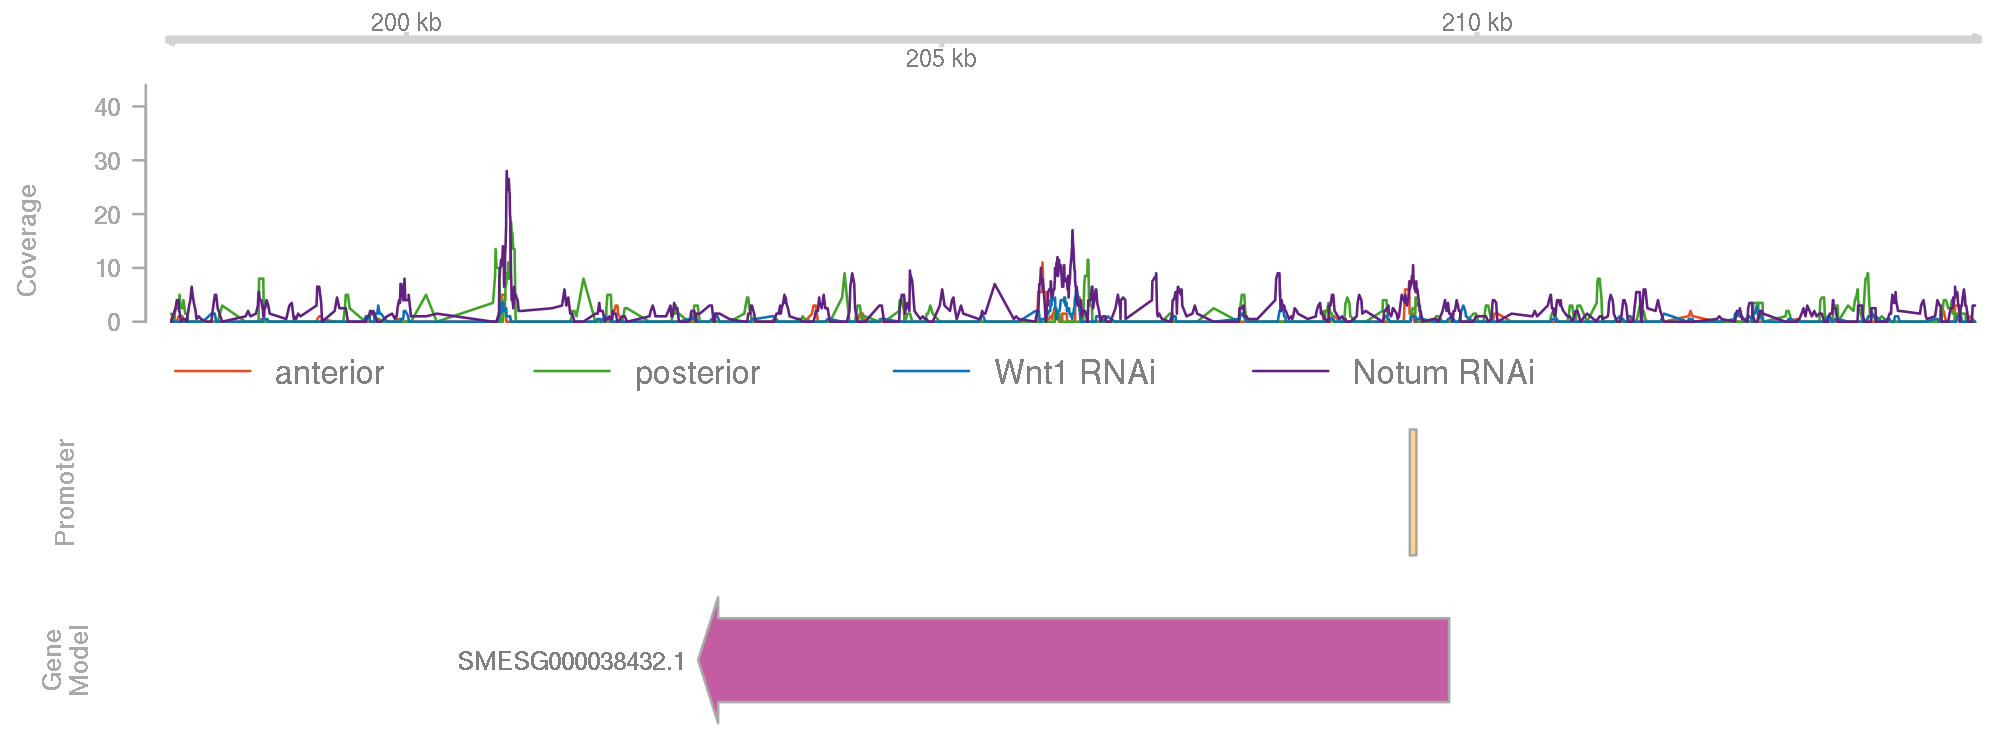 200 kb
210 kb
205 kb
Coverage
40
30
20
10
0
anterior posterior Wnt1 RNAi Notum RNAi
Promoter
Gene
Model
SMESG000038432.1